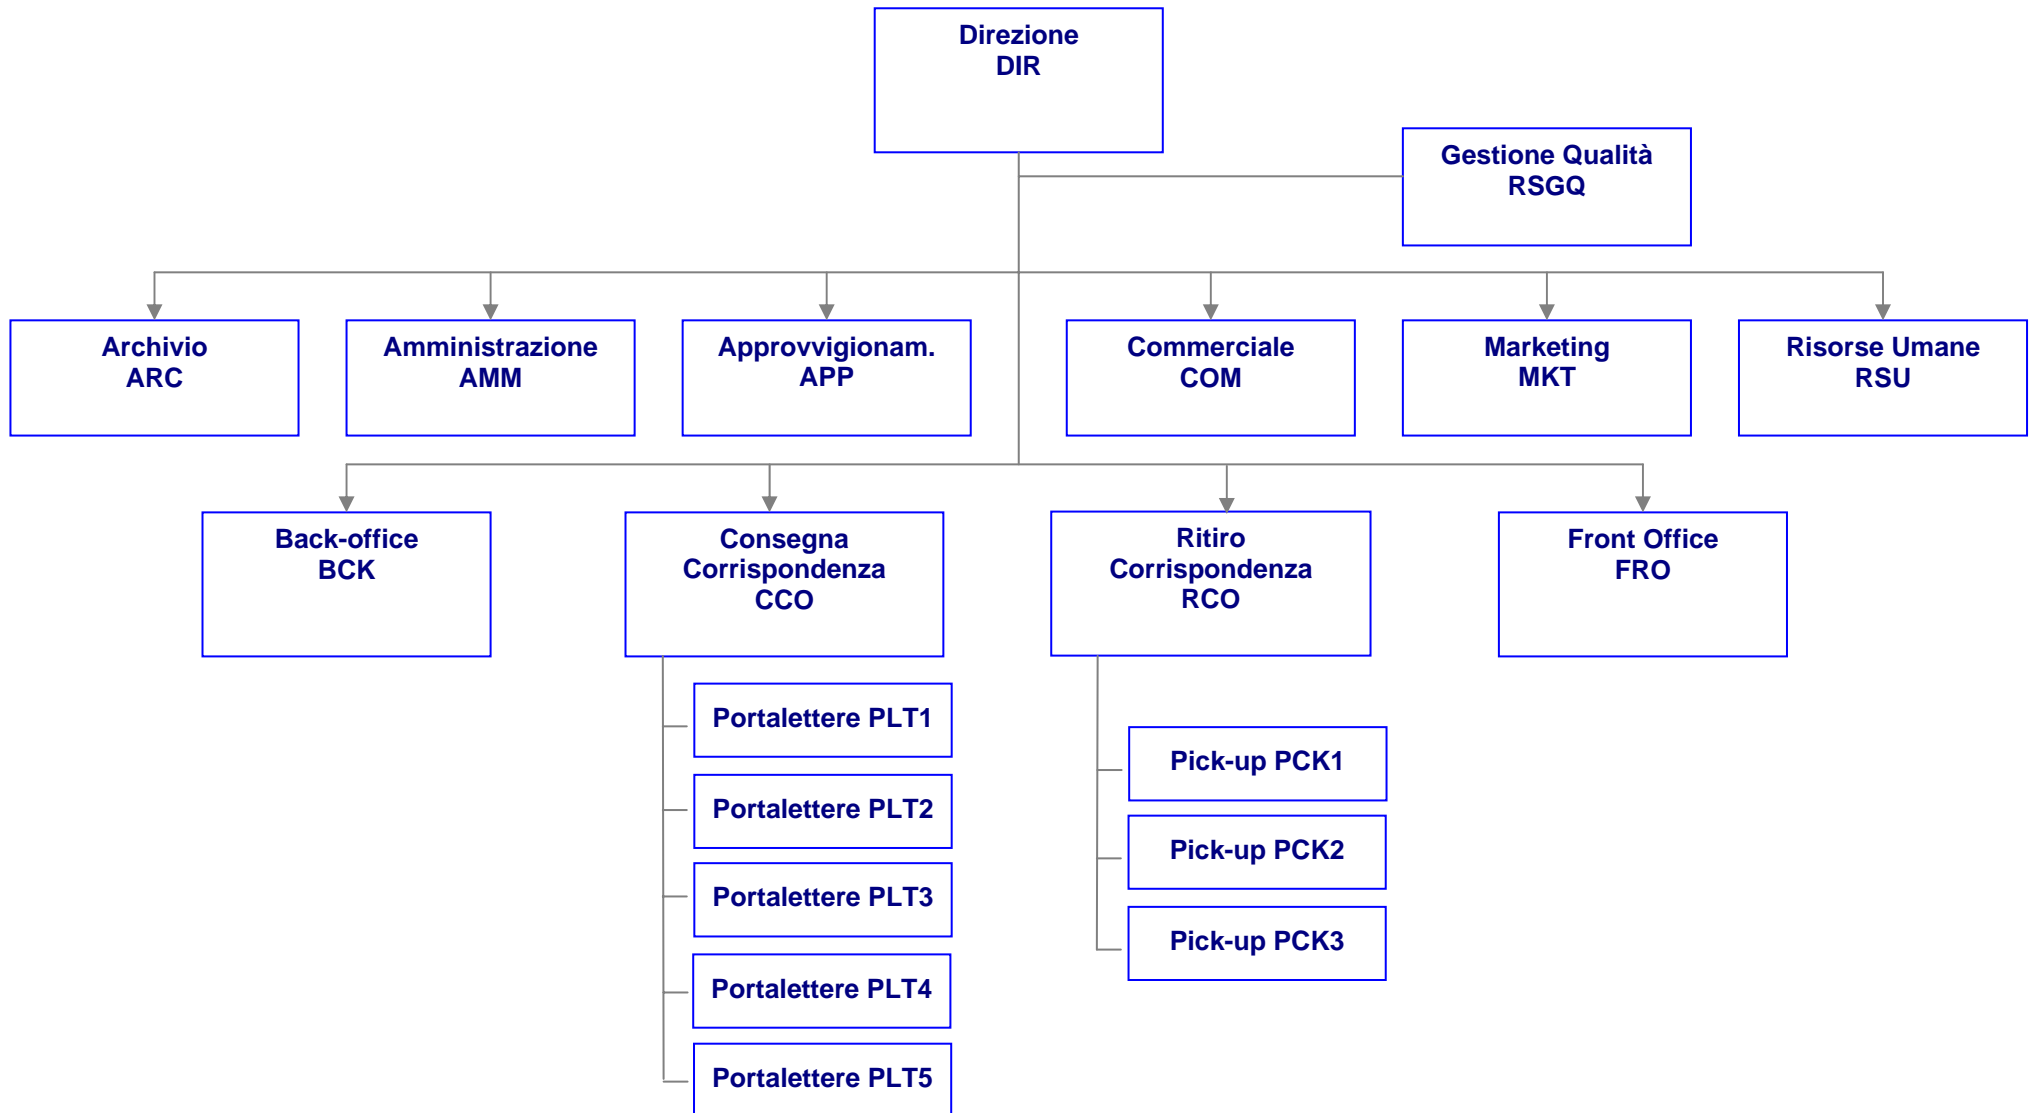 Direzione
DIR
Gestione Qualità
RSGQ
Archivio
ARC
Amministrazione
AMM
Approvvigionam.
APP
Commerciale
COM
Marketing
MKT
Risorse Umane
RSU
Back-office
BCK
Consegna
Corrispondenza
CCO
Ritiro
Corrispondenza
RCO
Front Office
FRO
Portalettere PLT1
Portalettere PLT2
Portalettere PLT3
Portalettere PLT4
Portalettere PLT5
Pick-up PCK1
Pick-up PCK2
Pick-up PCK3